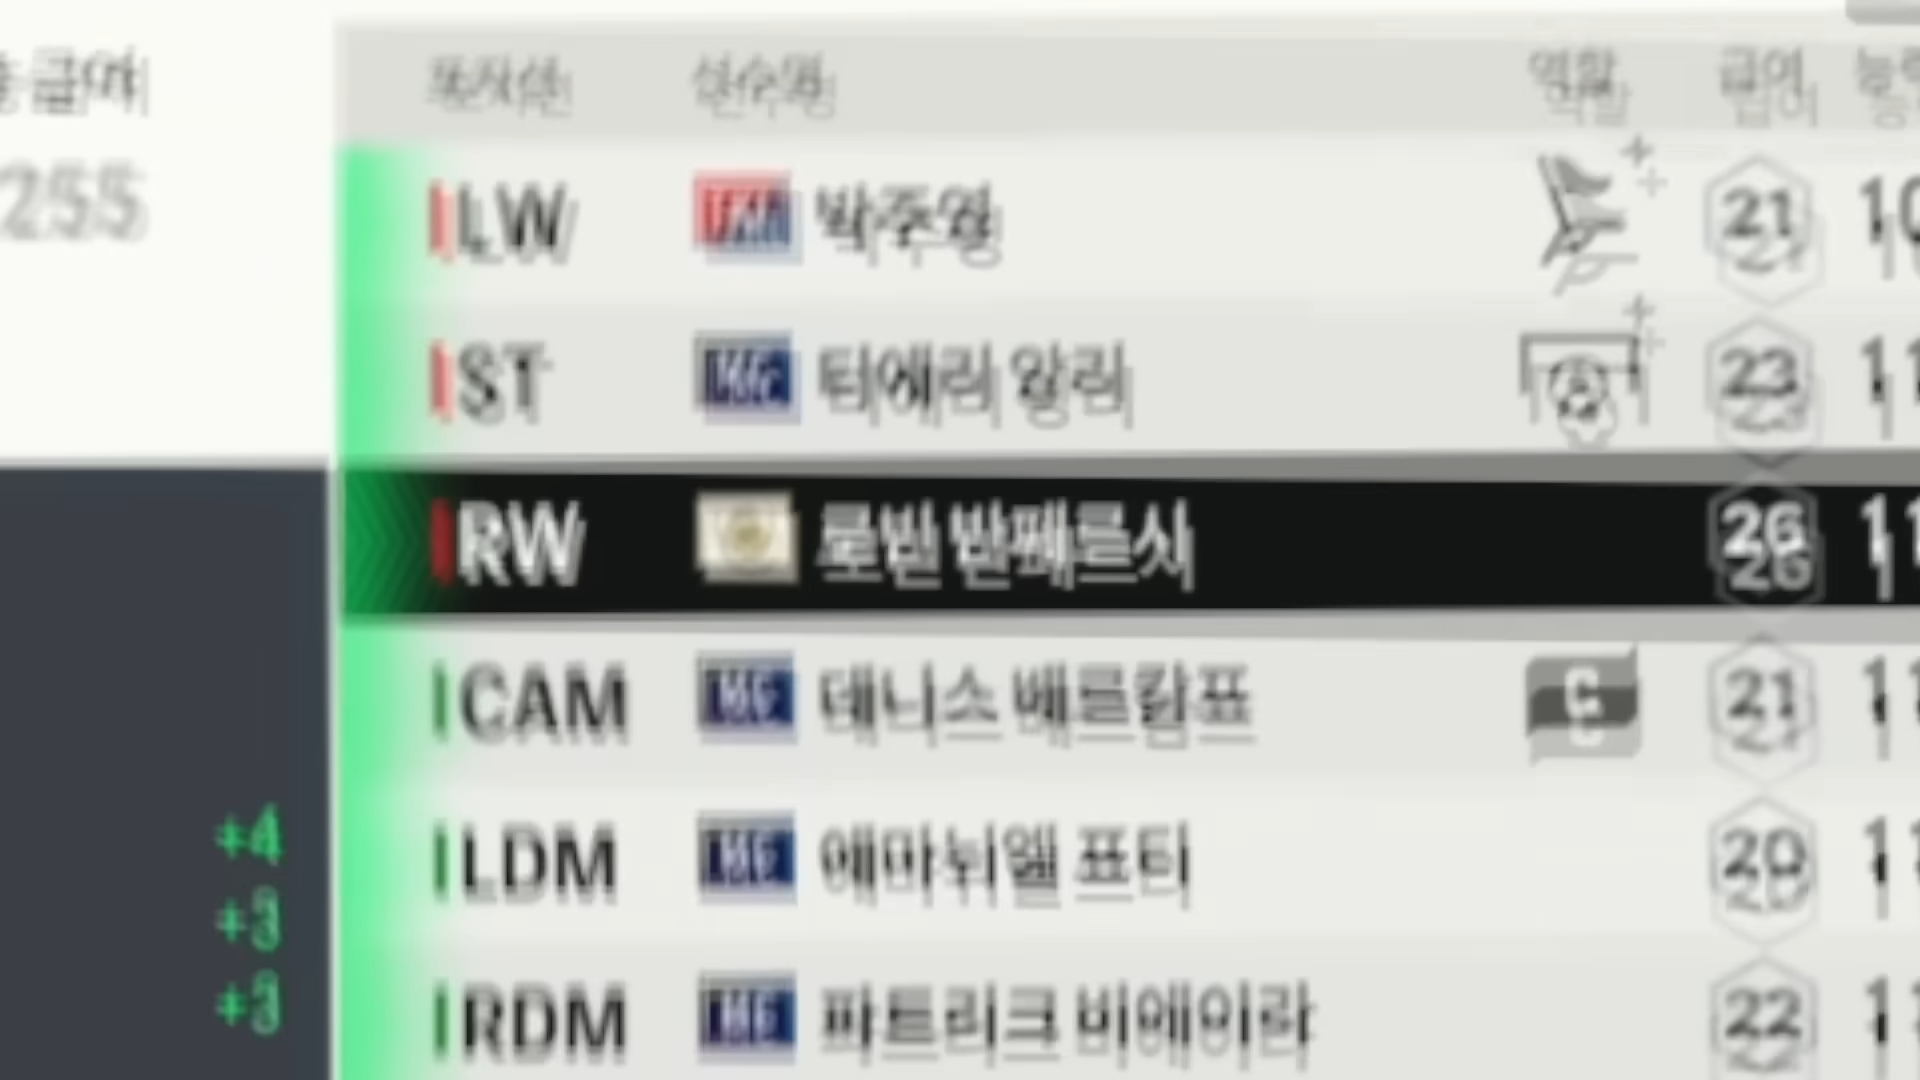 급여
포지션 선수명 역할 급여
255
LW 박주영 21
ST 티에리 앙리 23
RW 로빈 반페르시 26
CAM 데니스 베르캄프 C 21
LDM 에마뉘엘 프티 20
+4
+3
+3
RDM 파트리크 비에이라 22